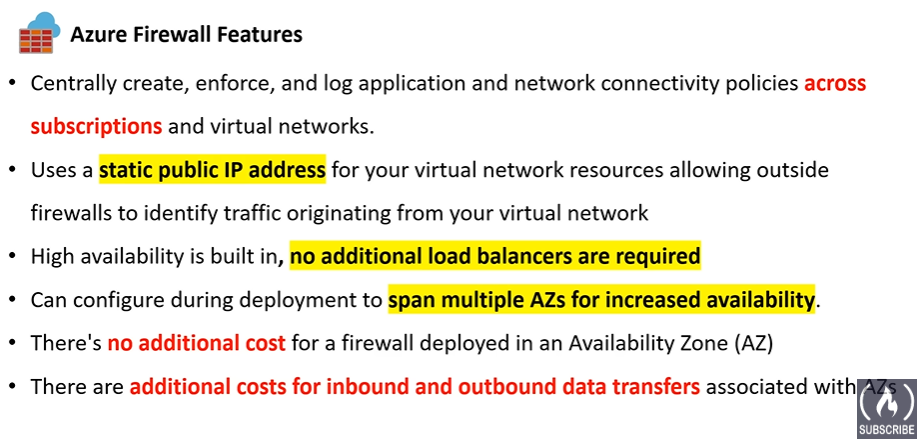 Azure Firewall Features
• Centrally create, enforce, and log application and network connectivity policies across
subscriptions and virtual networks.
• Uses a static public IP address for your virtual network resources allowing outside
firewalls to identify traffic originating from your virtual network
• High availability is built in, no additional load balancers are required
• Can configure during deployment to span multiple AZs for increased availability.
• There's no additional cost for a firewall deployed in an Availability Zone (AZ)
• There are additional costs for inbound and outbound data transfers associated with AZs
SUBSCRIBE